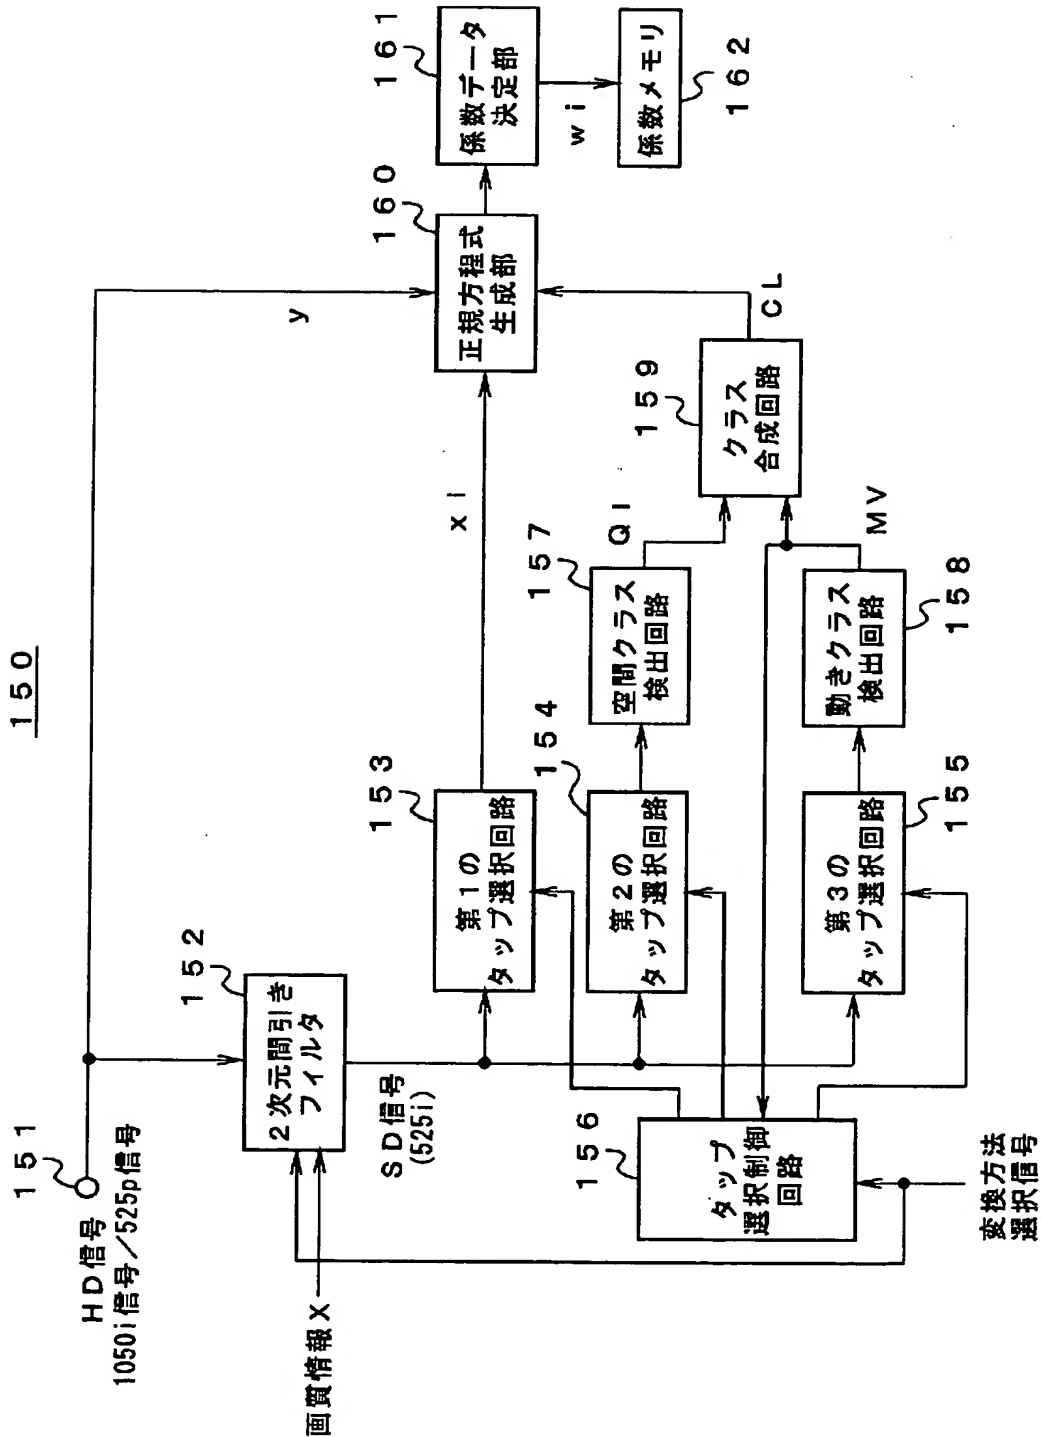 150
151
HD信号
1050i信号/525p信号
画質情報X
152
2次元間引き
フィルタ
SD信号
(525i)
y
153
第1の
タップ選択回路
xi
154
第2の
タップ選択回路
155
第3の
タップ選択回路
156
タップ
選択制御
回路
変換方法
選択信号
157
空間クラス
検出回路
QI
158
動きクラス
検出回路
MV
159
クラス
合成回路
CL
160
正規方程式
生成部
161
係数データ
決定部
wi
係数メモリ
162